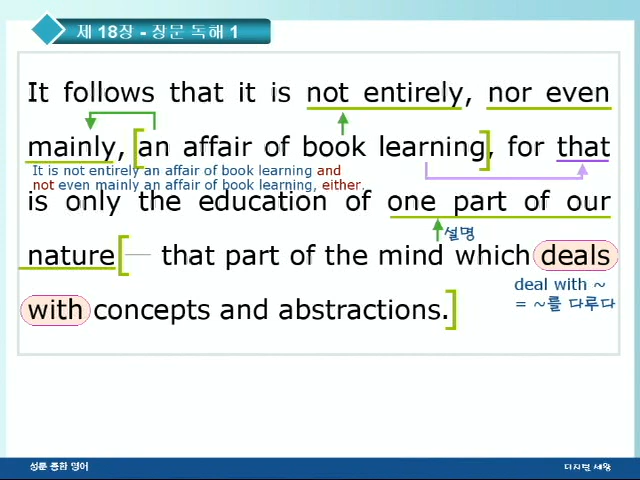 제 18장 - 장문 독해 1
It follows that it is not entirely, nor even
mainly, [an affair of book learning], for that
It is not entirely an affair of book learning and
not even mainly an affair of book learning, either.
is only the education of one part of our
설명
nature [— that part of the mind which deals
deal with ~
with concepts and abstractions.]
= ~를 다루다
성문 종합 영어
디지털 세왕